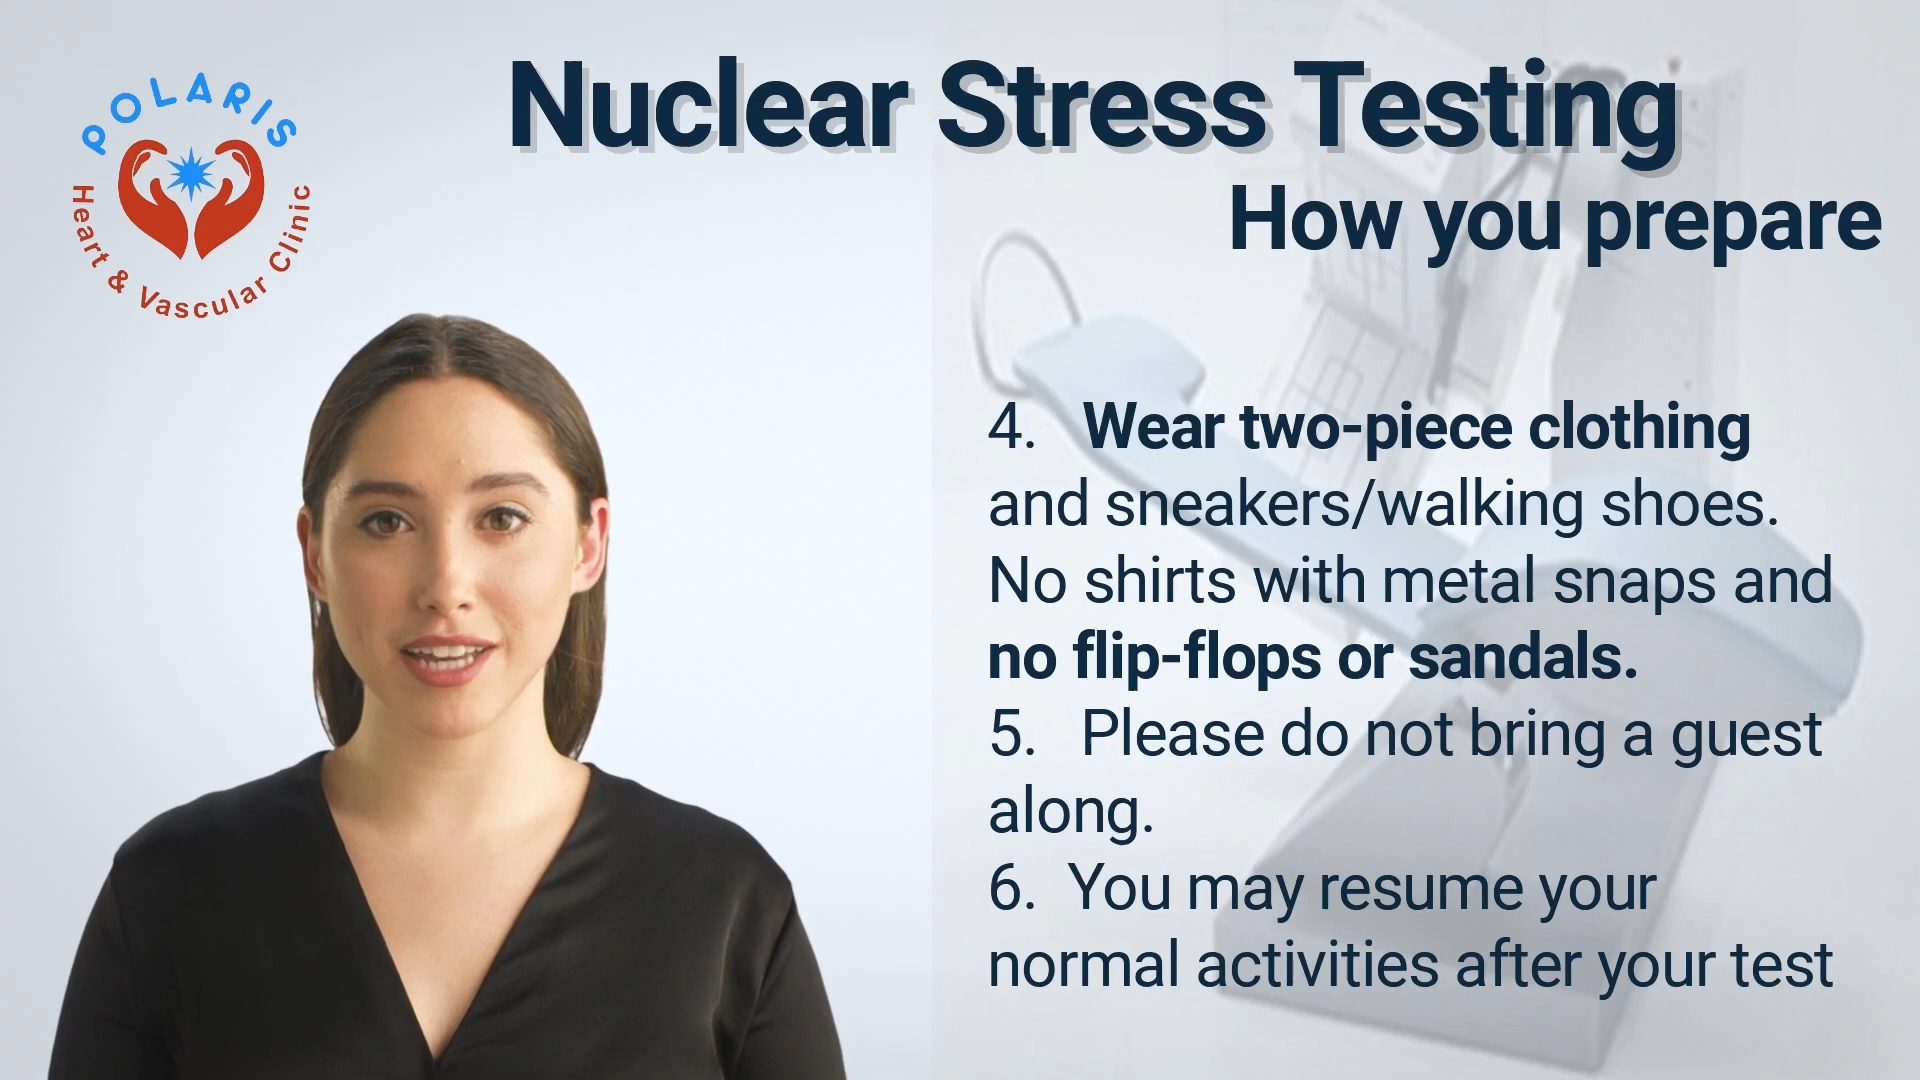 POLARIS
Heart & Vascular Clinic
Nuclear Stress Testing
How you prepare
4. Wear two-piece clothing
and sneakers/walking shoes.
No shirts with metal snaps and
no flip-flops or sandals.
5. Please do not bring a guest
along.
6. You may resume your
normal activities after your test